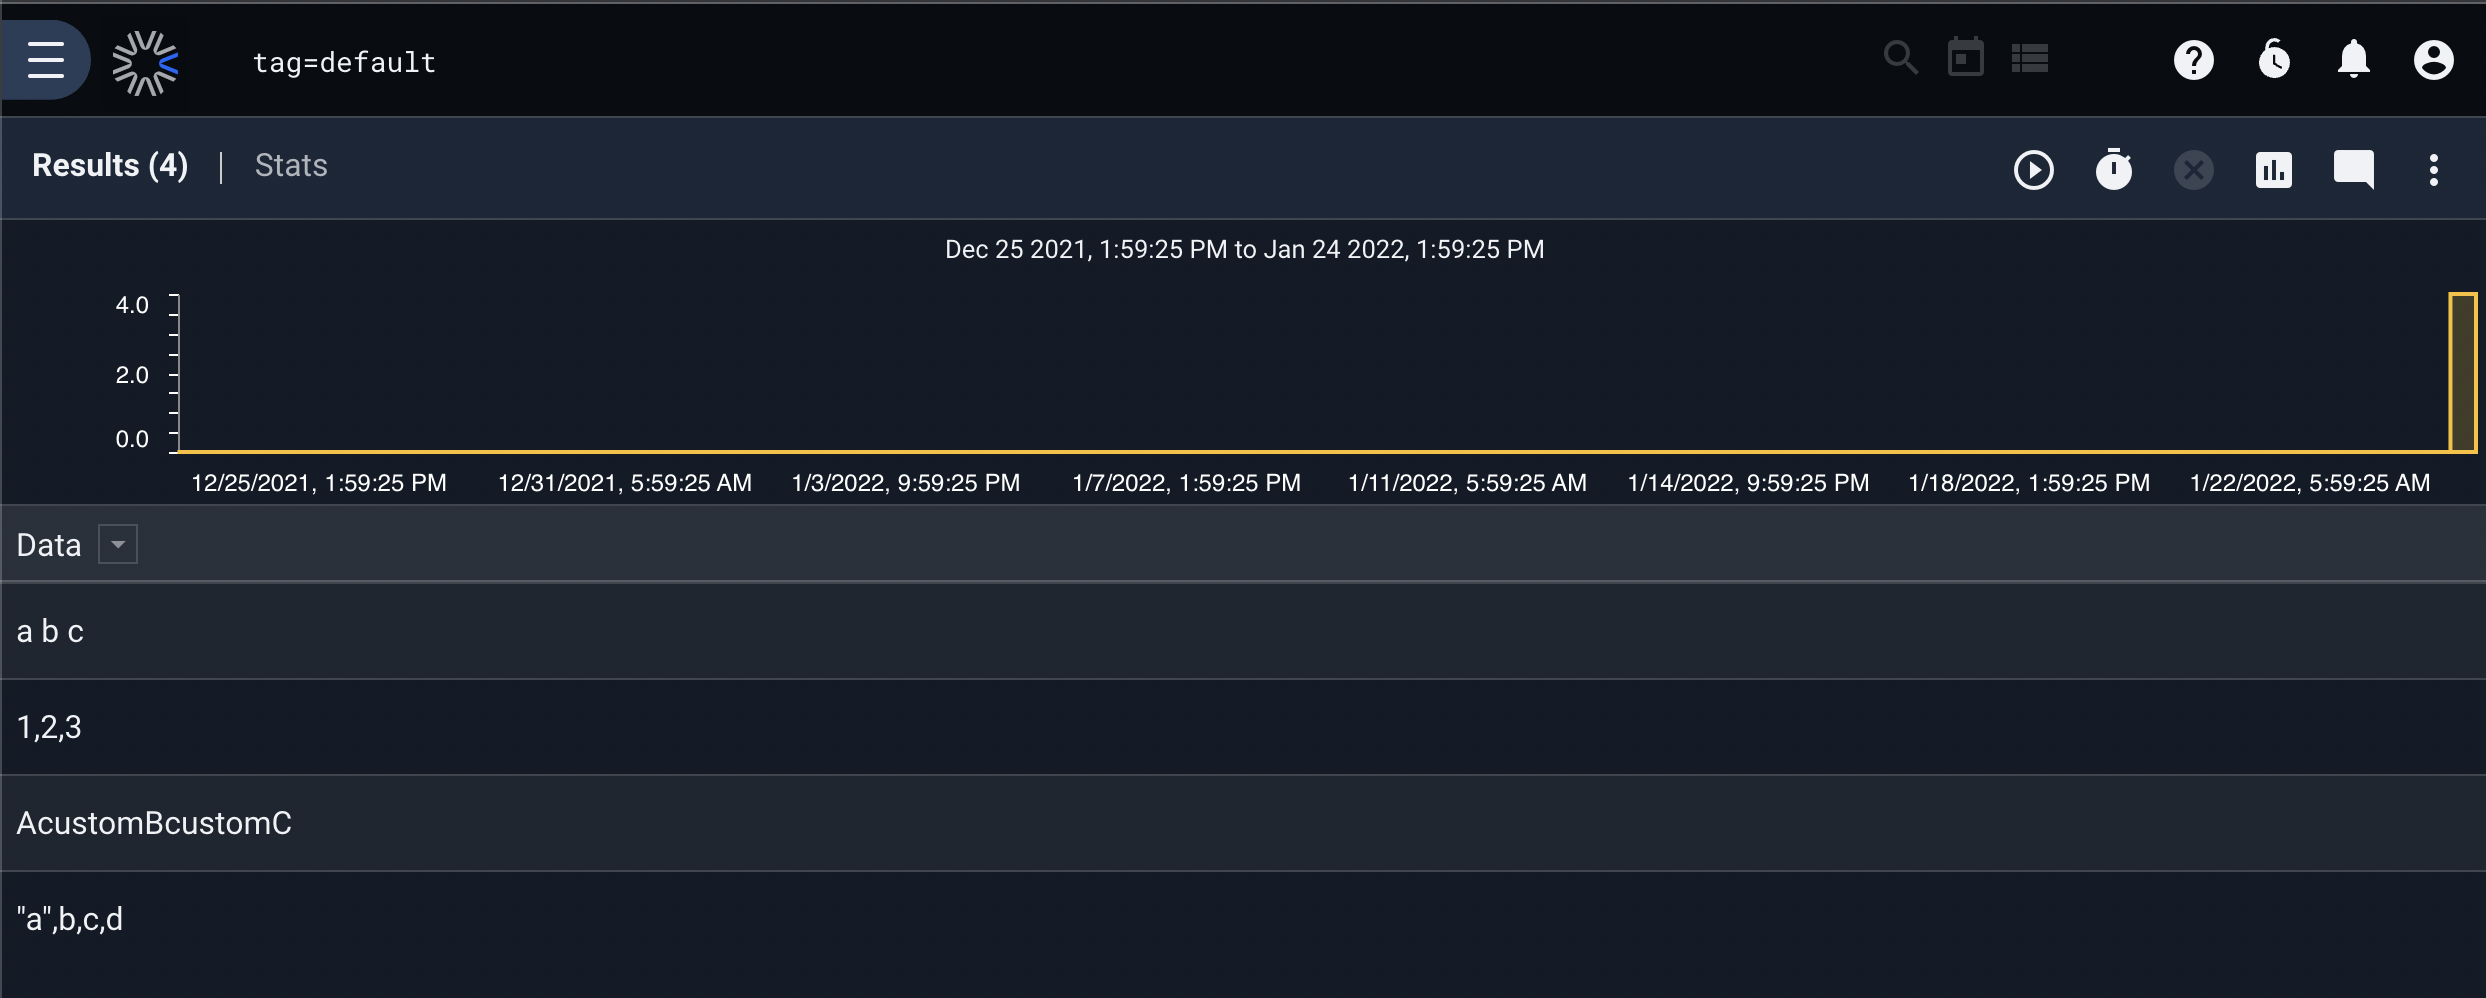 tag=default
Results (4) | Stats
Dec 25 2021, 1:59:25 PM to Jan 24 2022, 1:59:25 PM
4.0
2.0
0.0
12/25/2021, 1:59:25 PM 12/31/2021, 5:59:25 AM 1/3/2022, 9:59:25 PM 1/7/2022, 1:59:25 PM 1/11/2022, 5:59:25 AM 1/14/2022, 9:59:25 PM 1/18/2022, 1:59:25 PM 1/22/2022, 5:59:25 AM
Data
a b c
1,2,3
AcustomBcustomC
"a",b,c,d